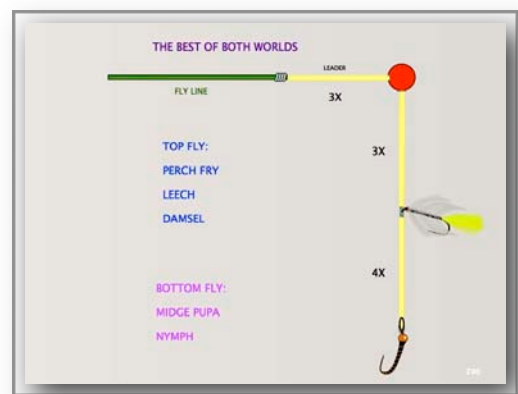 THE BEST OF BOTH WORLDS
LEADER
FLY LINE
3X
TOP FLY:
3X
PERCH FRY
LEECH
DAMSEL
4X
BOTTOM FLY:
MIDGE PUPA
NYMPH